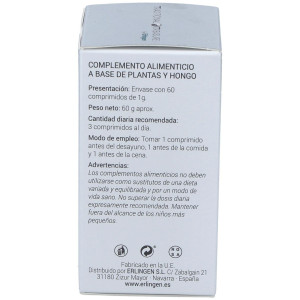 COMPLEMENTO ALIMENTICIO
A BASE DE PLANTAS Y HONGO
Presentación: Envase con 60
comprimidos de 1g.
Peso neto: 60 g aprox.
Cantidad diaria recomendada:
3 comprimidos al día.
Modo de empleo: Tomar 1 comprimido
antes del desayuno, 1 antes de la comida
y 1 antes de la cena.
Advertencias:
Los complementos alimenticios no deben
utilizarse como sustitutos de una dieta
variada y equilibrada y por un modo de
vida sano. No superar la dosis diaria
expresamente recomendada. Mantener
fuera del alcance de los niños más
pequeños.
Fabricado en la U.E.
Distribuido por ERLINGEN S.L. C/ Zabalgain 21
31180 Zizur Mayor - Navarra - España
www.erlingen.es